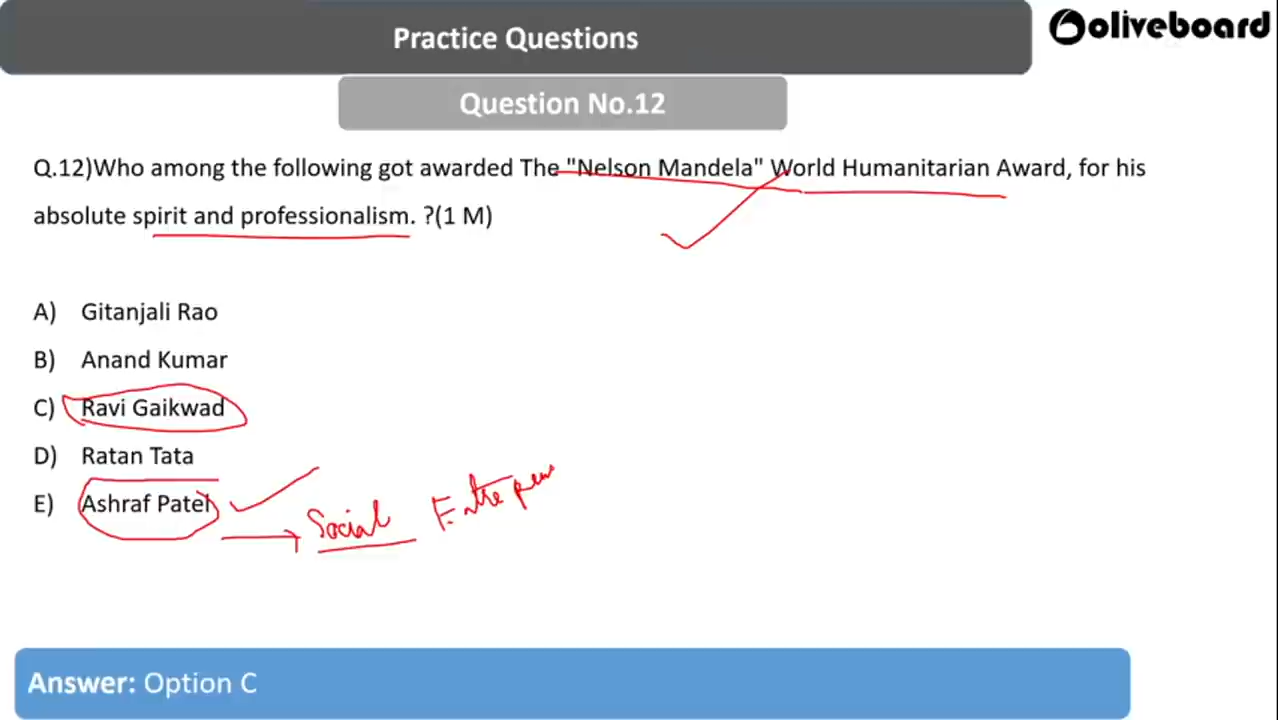 Practice Questions
oliveboard
Question No.12
Q.12)Who among the following got awarded The "Nelson Mandela" World Humanitarian Award, for his
absolute spirit and professionalism. ?(1 M)
A) Gitanjali Rao
B) Anand Kumar
C) Ravi Gaikwad
D) Ratan Tata
E) Ashraf Patel
Social
Answer: Option C